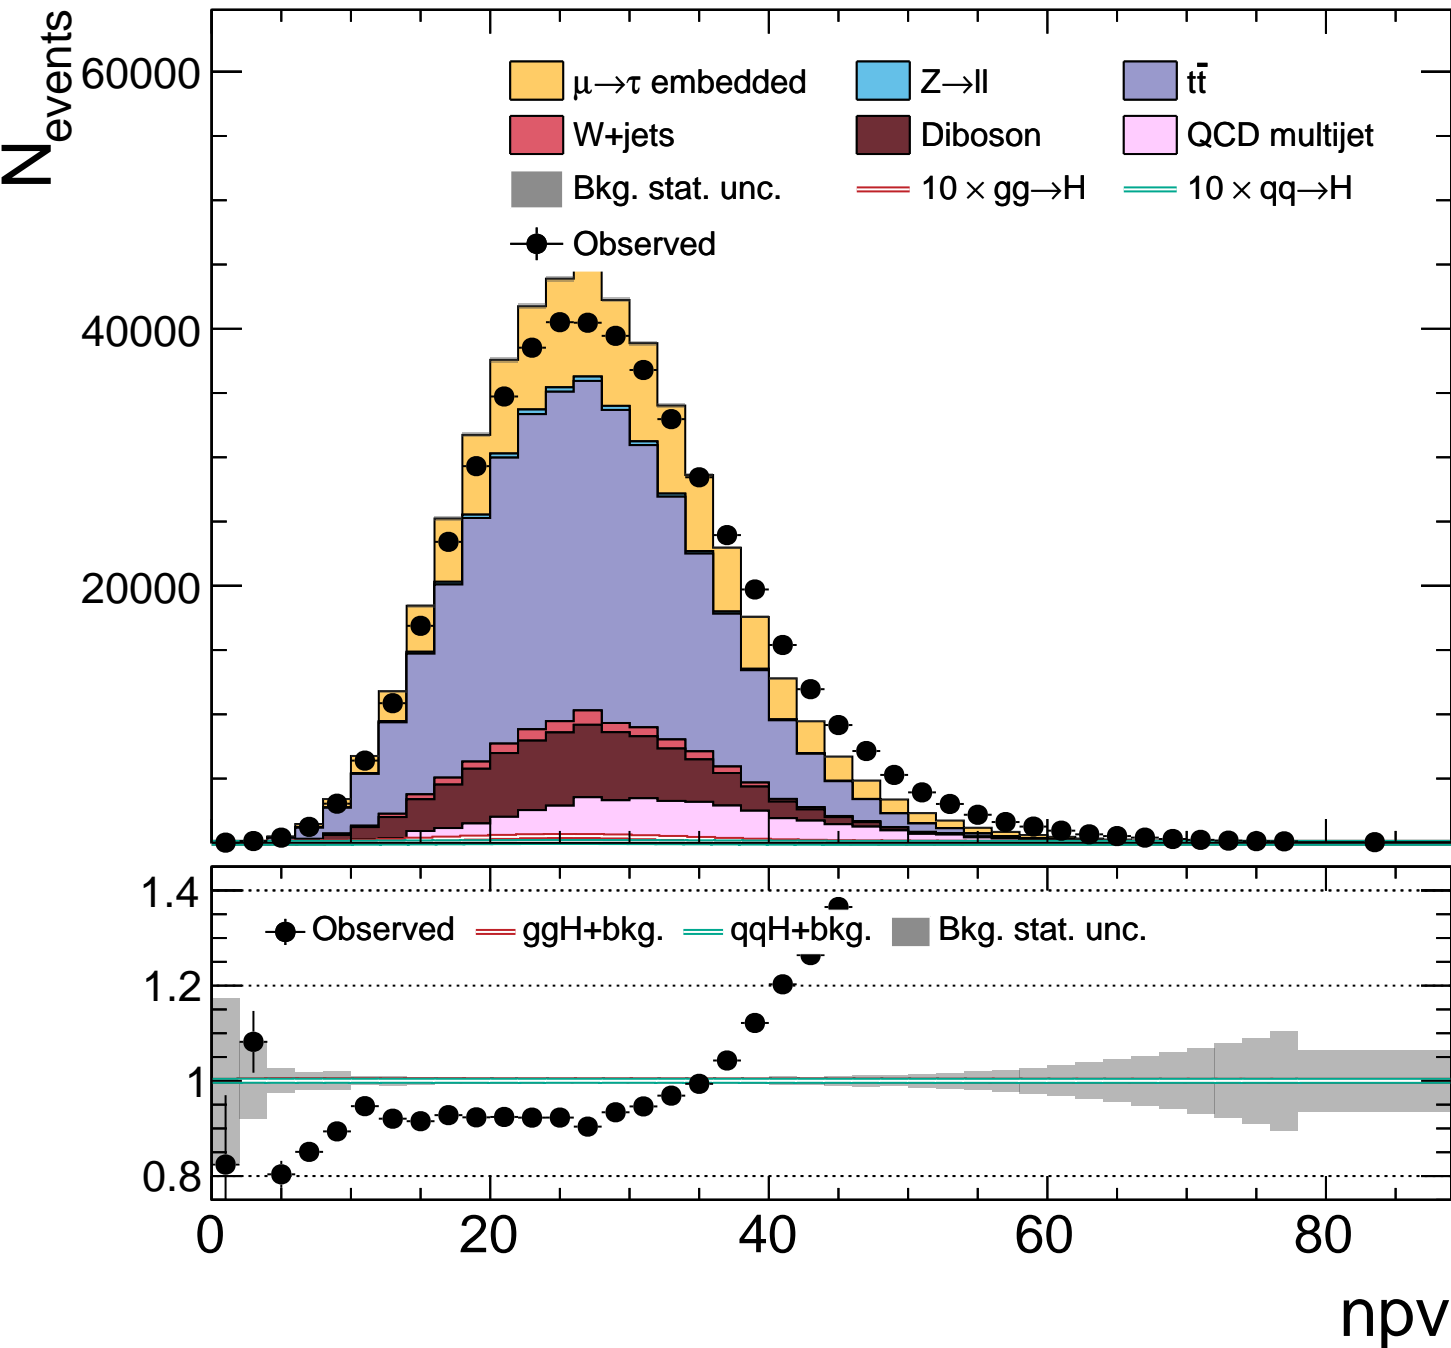 N_events
60000
40000
20000
μ→τ embedded Z→ll tt̄
W+jets Diboson QCD multijet
Bkg. stat. unc. 10 × gg→H 10 × qq→H
Observed
1.4
1.2
1
0.8
Observed ggH+bkg. qqH+bkg. Bkg. stat. unc.
0 20 40 60 80
npv